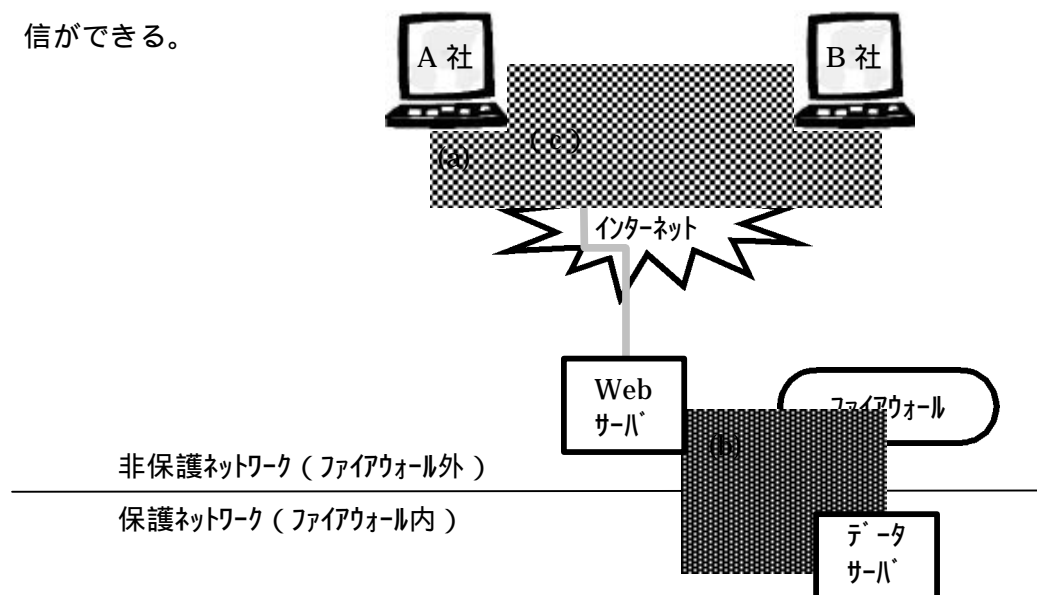 信ができる。
A 社
B 社
(a)
( c )
インターネット
Web
サーバ
ファイアウォール
(b)
非保護ネットワーク ( ファイアウォール外 )
保護ネットワーク ( ファイアウォール内 )
データ
サーバ